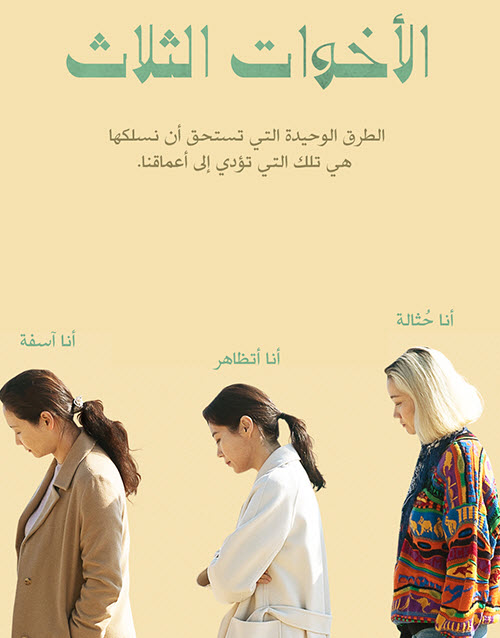 الأخوات الثلاث
الطرق الوحيدة التي تستحق أن نسلكها
هي تلك التي تؤدي إلى أعماقنا.
أنا حُثالة
أنا أتظاهر
أنا آسفة